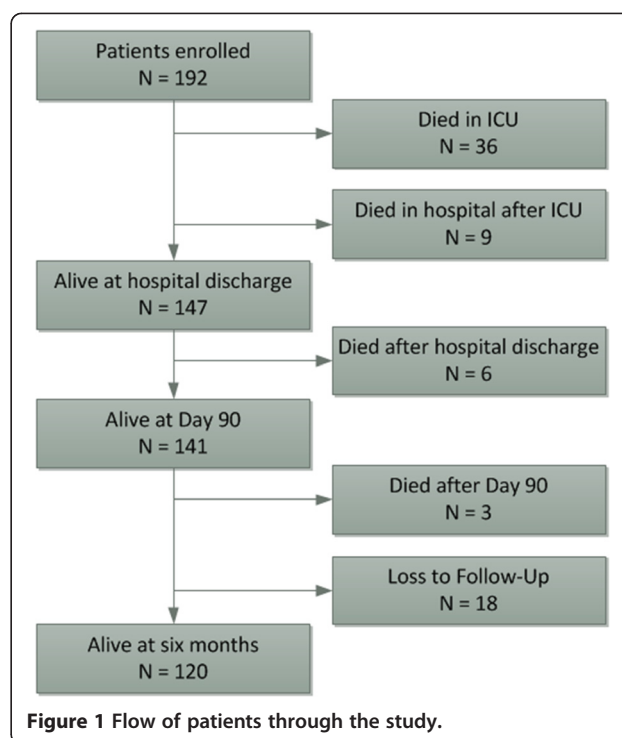 Patients enrolled
N = 192
Died in ICU
N = 36
Died in hospital after ICU
N = 9
Alive at hospital discharge
N = 147
Died after hospital discharge
N = 6
Alive at Day 90
N = 141
Died after Day 90
N = 3
Loss to Follow-Up
N = 18
Alive at six months
N = 120
Figure 1 Flow of patients through the study.